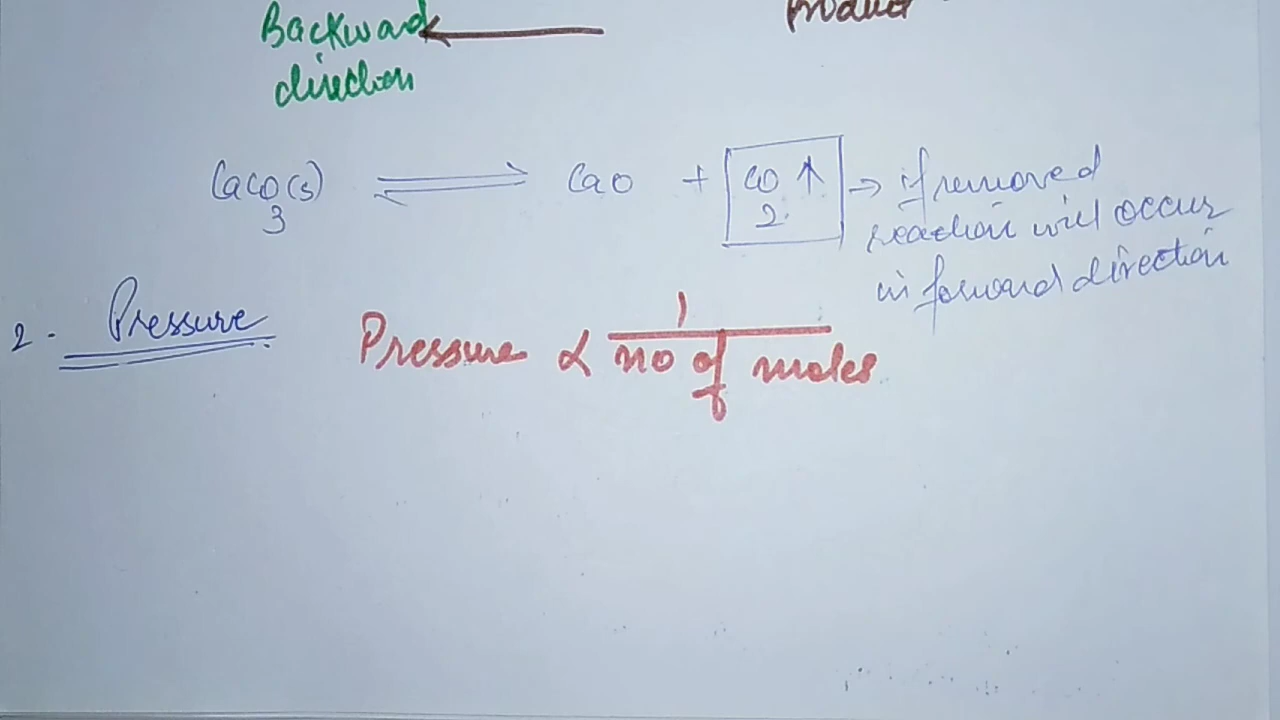 Backward product
direction
CaCO3(s) ⇌ CaO + CO2 ↑ → if removed
reaction will occur
in forward direction
2. Pressure Pressure ∝ 1/no of moles